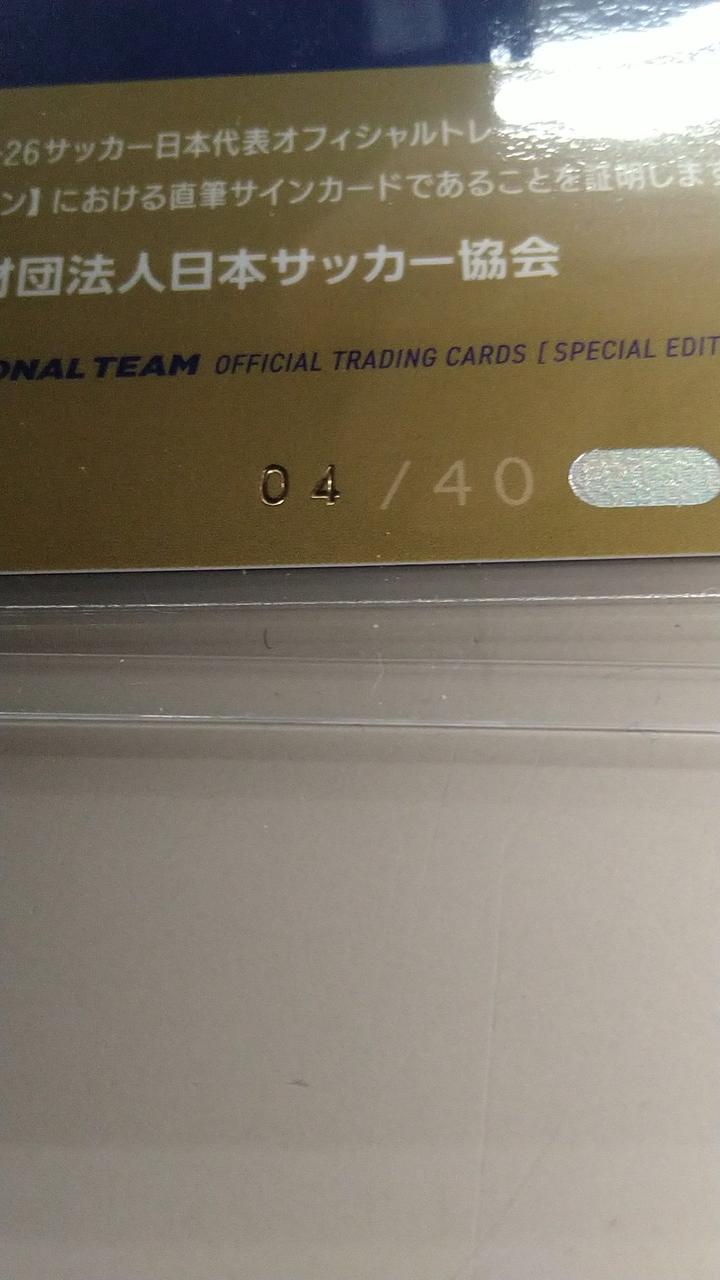 -26サッカー日本代表オフィシャルトレ
ン】における直筆サインカードであることを証明します
財団法人日本サッカー協会
ONAL TEAM OFFICIAL TRADING CARDS [SPECIAL EDIT
04/40